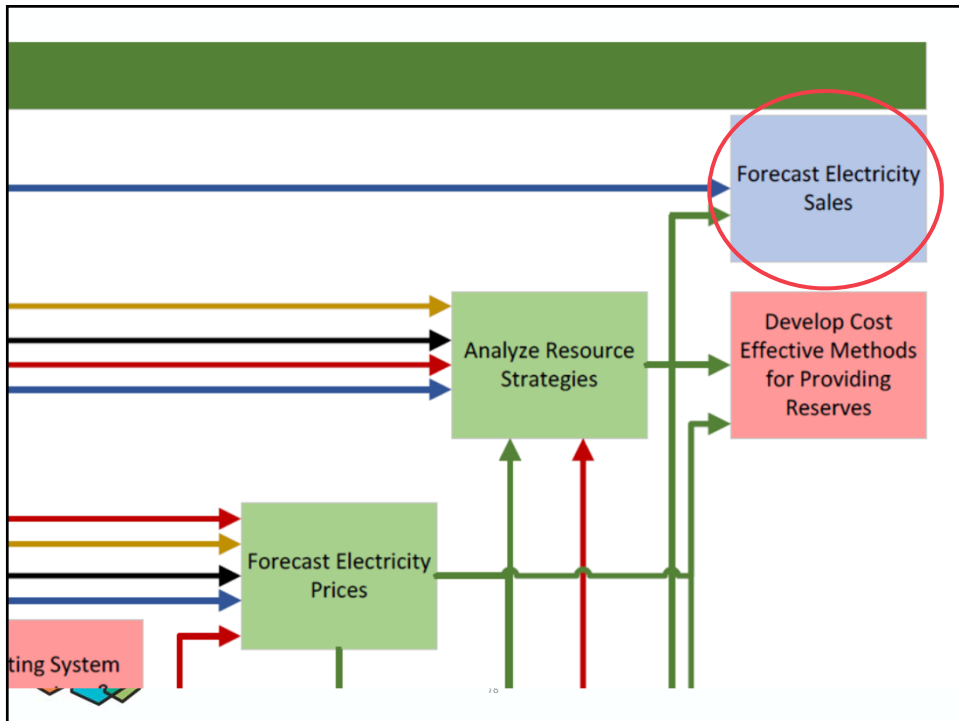 Forecast Electricity
Sales
Develop Cost
Effective Methods
for Providing
Reserves
Analyze Resource
Strategies
Forecast Electricity
Prices
ting System